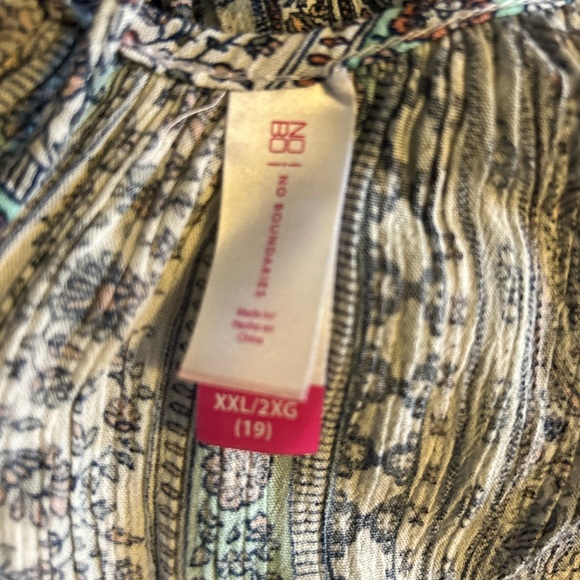 NO
BO
NO BOUNDARIES
Made in/
Hecho en
China
XXL/2XG
(19)